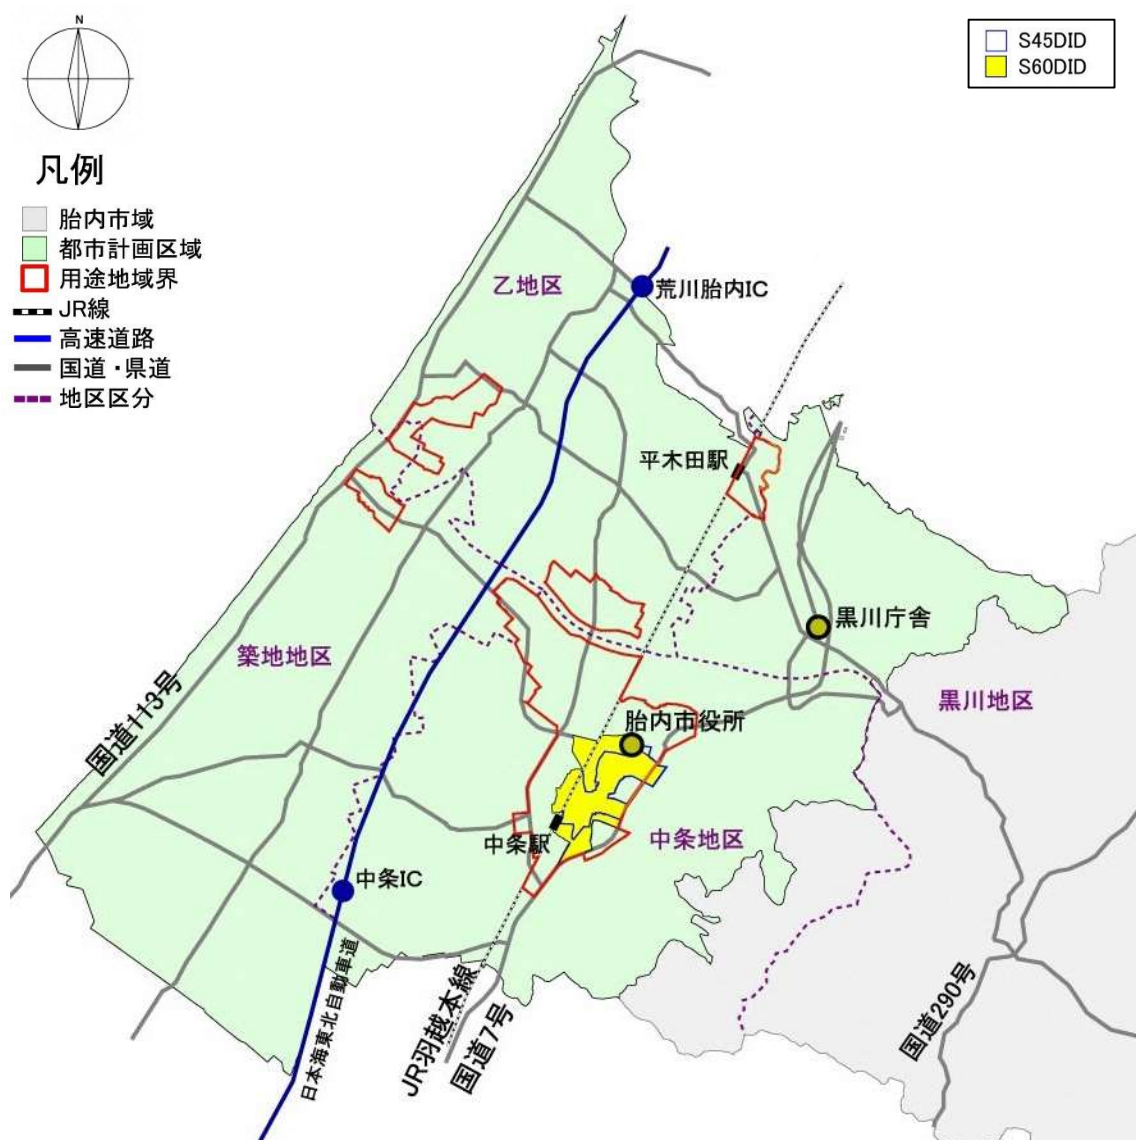 N
凡例
胎内市域
都市計画区域
用途地域界
JR線
高速道路
国道・県道
地区区分
S45DID
S60DID
乙地区
荒川胎内IC
平木田駅
黒川庁舎
築地地区
国道113号
黒川地区
胎内市役所
中条駅
中条地区
中条IC
日本海東北自動車道
JR羽越本線
国道7号
国道290号